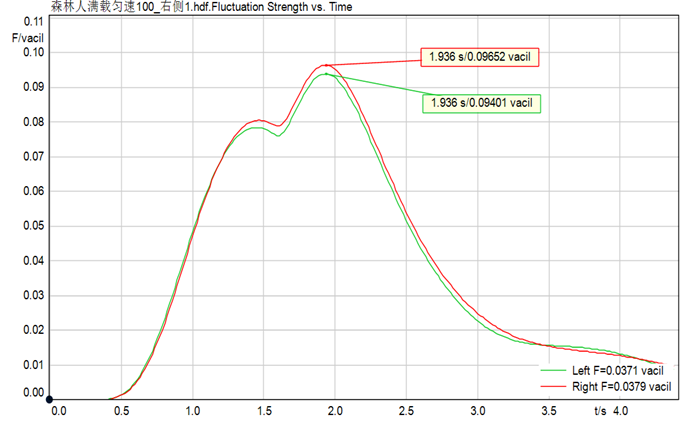 森林人满载匀速100_右侧1.hdf.Fluctuation Strength vs. Time
0.11
F/vacil
0.10
0.09
0.08
0.07
0.06
0.05
0.04
0.03
0.02
0.01
0.00
1.936 s/0.09652 vacil
1.936 s/0.09401 vacil
Left F=0.0371 vacil
Right F=0.0379 vacil
0.0 0.5 1.0 1.5 2.0 2.5 3.0 3.5 t/s 4.0